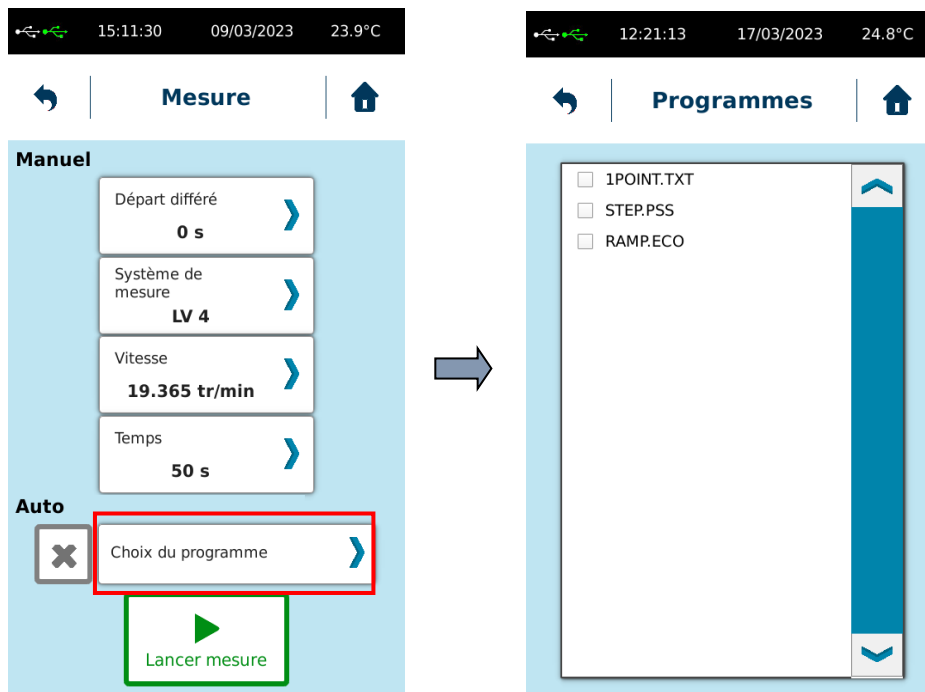 15:11:30 09/03/2023 23.9°C
Mesure
Manuel
Départ différé
0 s
Système de
mesure
LV 4
Vitesse
19.365 tr/min
Temps
50 s
Auto
Choix du programme
Lancer mesure
12:21:13 17/03/2023 24.8°C
Programmes
1POINT.TXT
STEP.PSS
RAMP.ECO